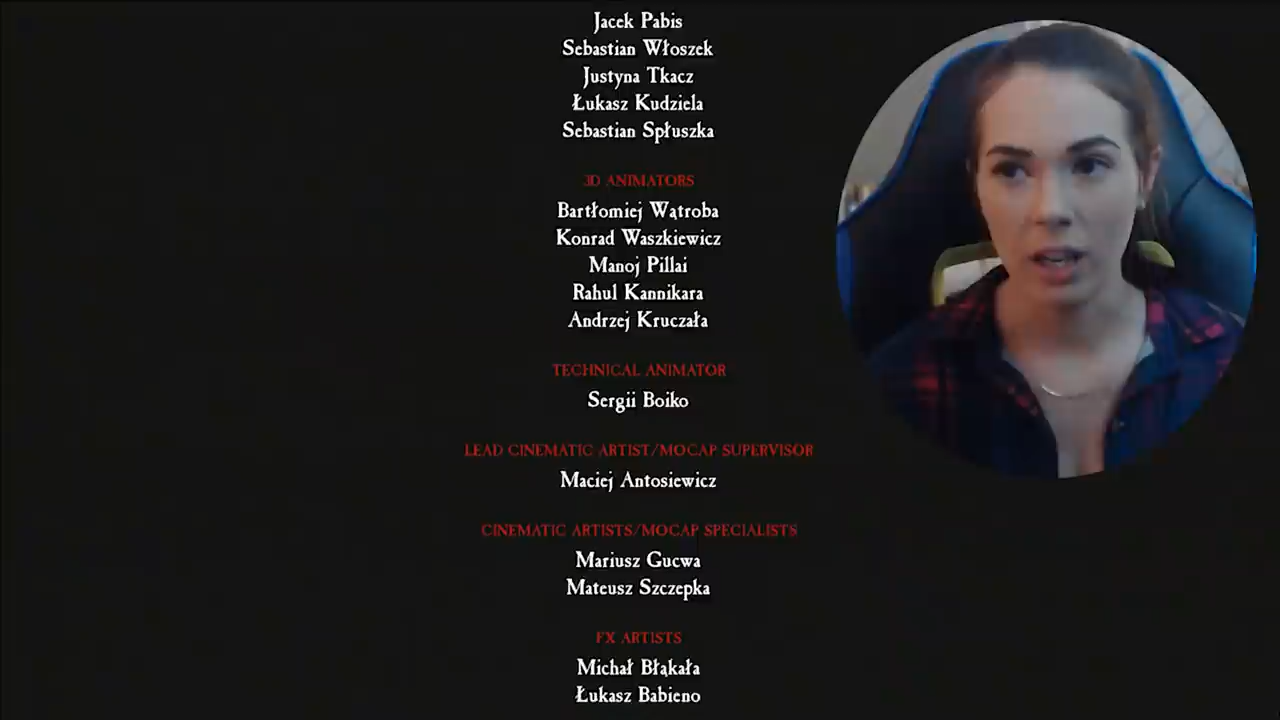 Jacek Pabis
Sebastian Włoszek
Justyna Tkacz
Łukasz Kudziela
Sebastian Spłuszka
3D ANIMATORS
Bartłomiej Wątroba
Konrad Waszkiewicz
Manoj Pillai
Rahul Kannikara
Andrzej Kruczała
TECHNICAL ANIMATOR
Sergii Boiko
LEAD CINEMATIC ARTIST/MOCAP SUPERVISOR
Maciej Antosiewicz
CINEMATIC ARTISTS/MOCAP SPECIALISTS
Mariusz Gucwa
Mateusz Szczepka
FX ARTISTS
Michał Błąkała
Łukasz Babieno